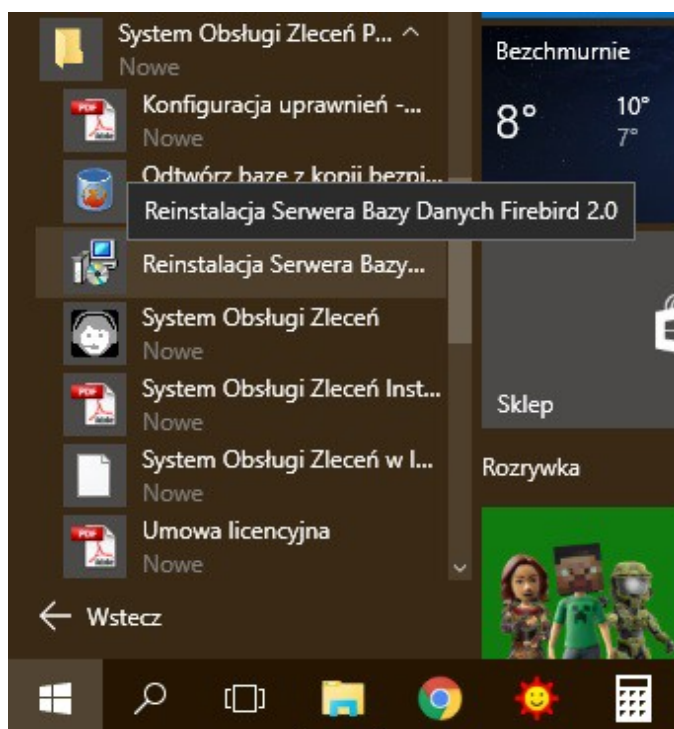 System Obsługi Zleceń P...
Nowe
Konfiguracja uprawnień -...
Nowe
Odtwórz bazę z kopii bezpi...
Reinstalacja Serwera Bazy Danych Firebird 2.0
Reinstalacja Serwera Bazy...
System Obsługi Zleceń
Nowe
System Obsługi Zleceń Inst...
Nowe
System Obsługi Zleceń w I...
Nowe
Umowa licencyjna
Nowe
Wstecz
Bezchmurnie
8°
10°
7°
Sklep
Rozrywka